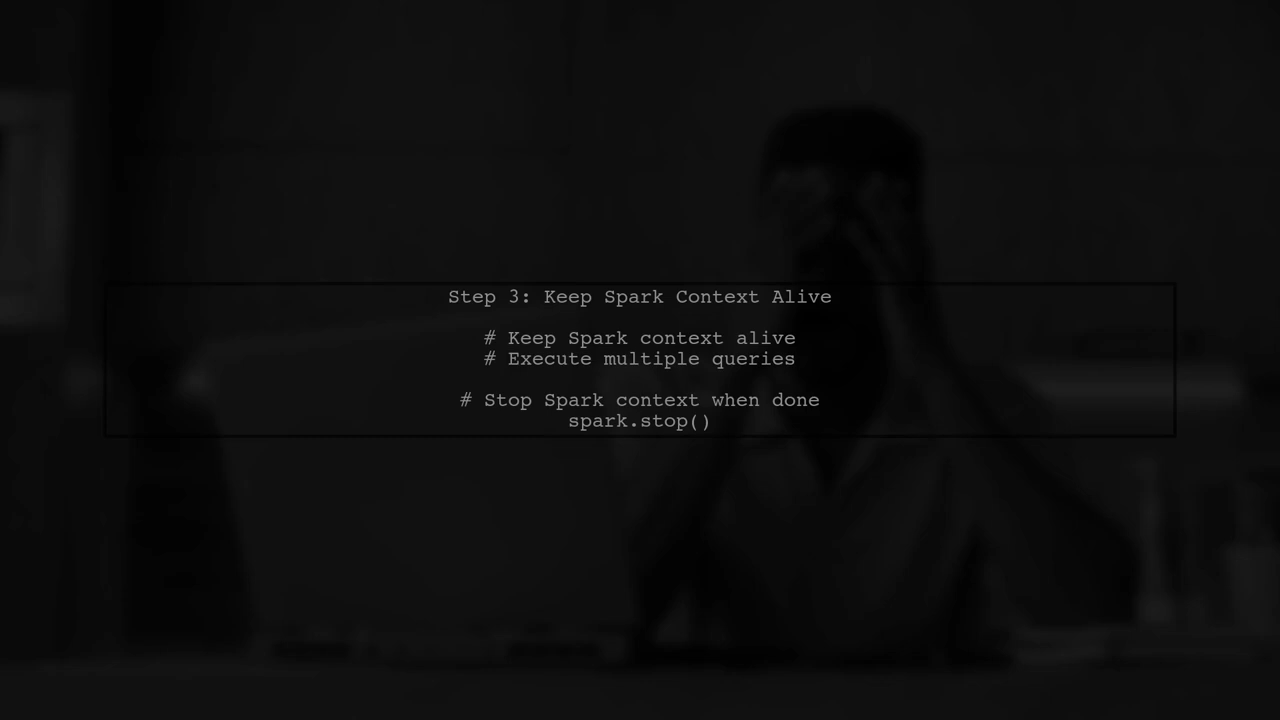 Step 3: Keep Spark Context Alive
# Keep Spark context alive
# Execute multiple queries
# Stop Spark context when done
spark.stop()